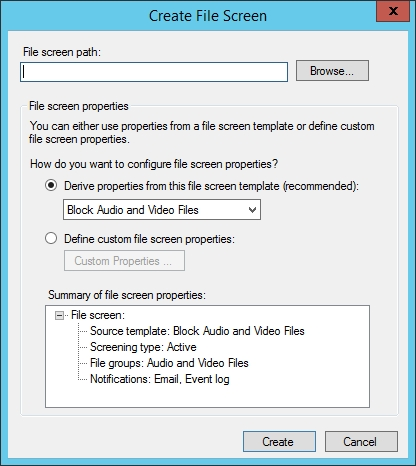 Create File Screen
x
File screen path:
Browse...
File screen properties
You can either use properties from a file screen template or define custom
file screen properties.
How do you want to configure file screen properties?
Derive properties from this file screen template (recommended):
Block Audio and Video Files
Define custom file screen properties:
Custom Properties ...
Summary of file screen properties:
File screen:
Source template: Block Audio and Video Files
Screening type: Active
File groups: Audio and Video Files
Notifications: Email, Event log
Create Cancel